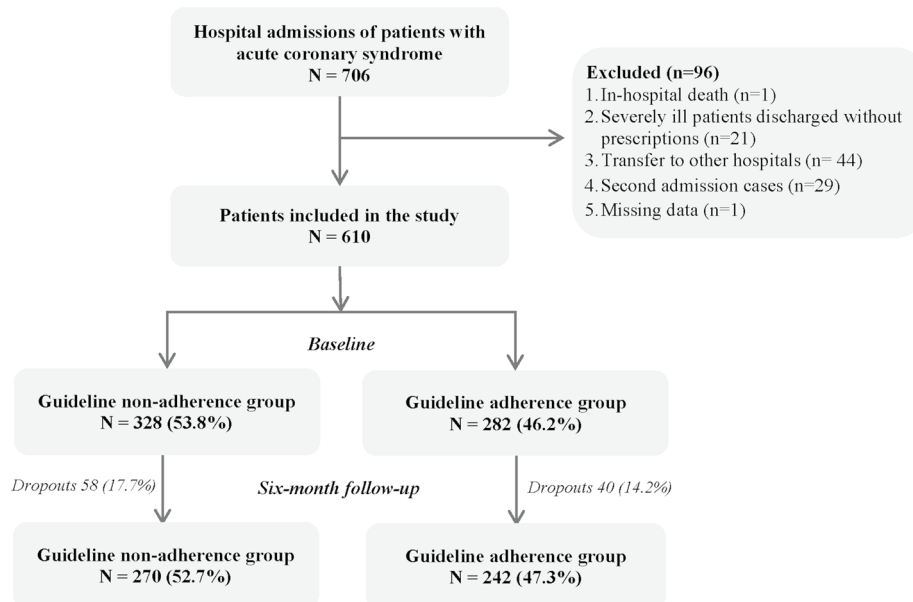 Hospital admissions of patients with
acute coronary syndrome
N = 706
Excluded (n=96)
1. In-hospital death (n=1)
2. Severely ill patients discharged without
prescriptions (n=21)
3. Transfer to other hospitals (n= 44)
4. Second admission cases (n=29)
5. Missing data (n=1)
Patients included in the study
N = 610
Baseline
Guideline non-adherence group
N = 328 (53.8%)
Guideline adherence group
N = 282 (46.2%)
Dropouts 58 (17.7%)
Six-month follow-up
Dropouts 40 (14.2%)
Guideline non-adherence group
N = 270 (52.7%)
Guideline adherence group
N = 242 (47.3%)